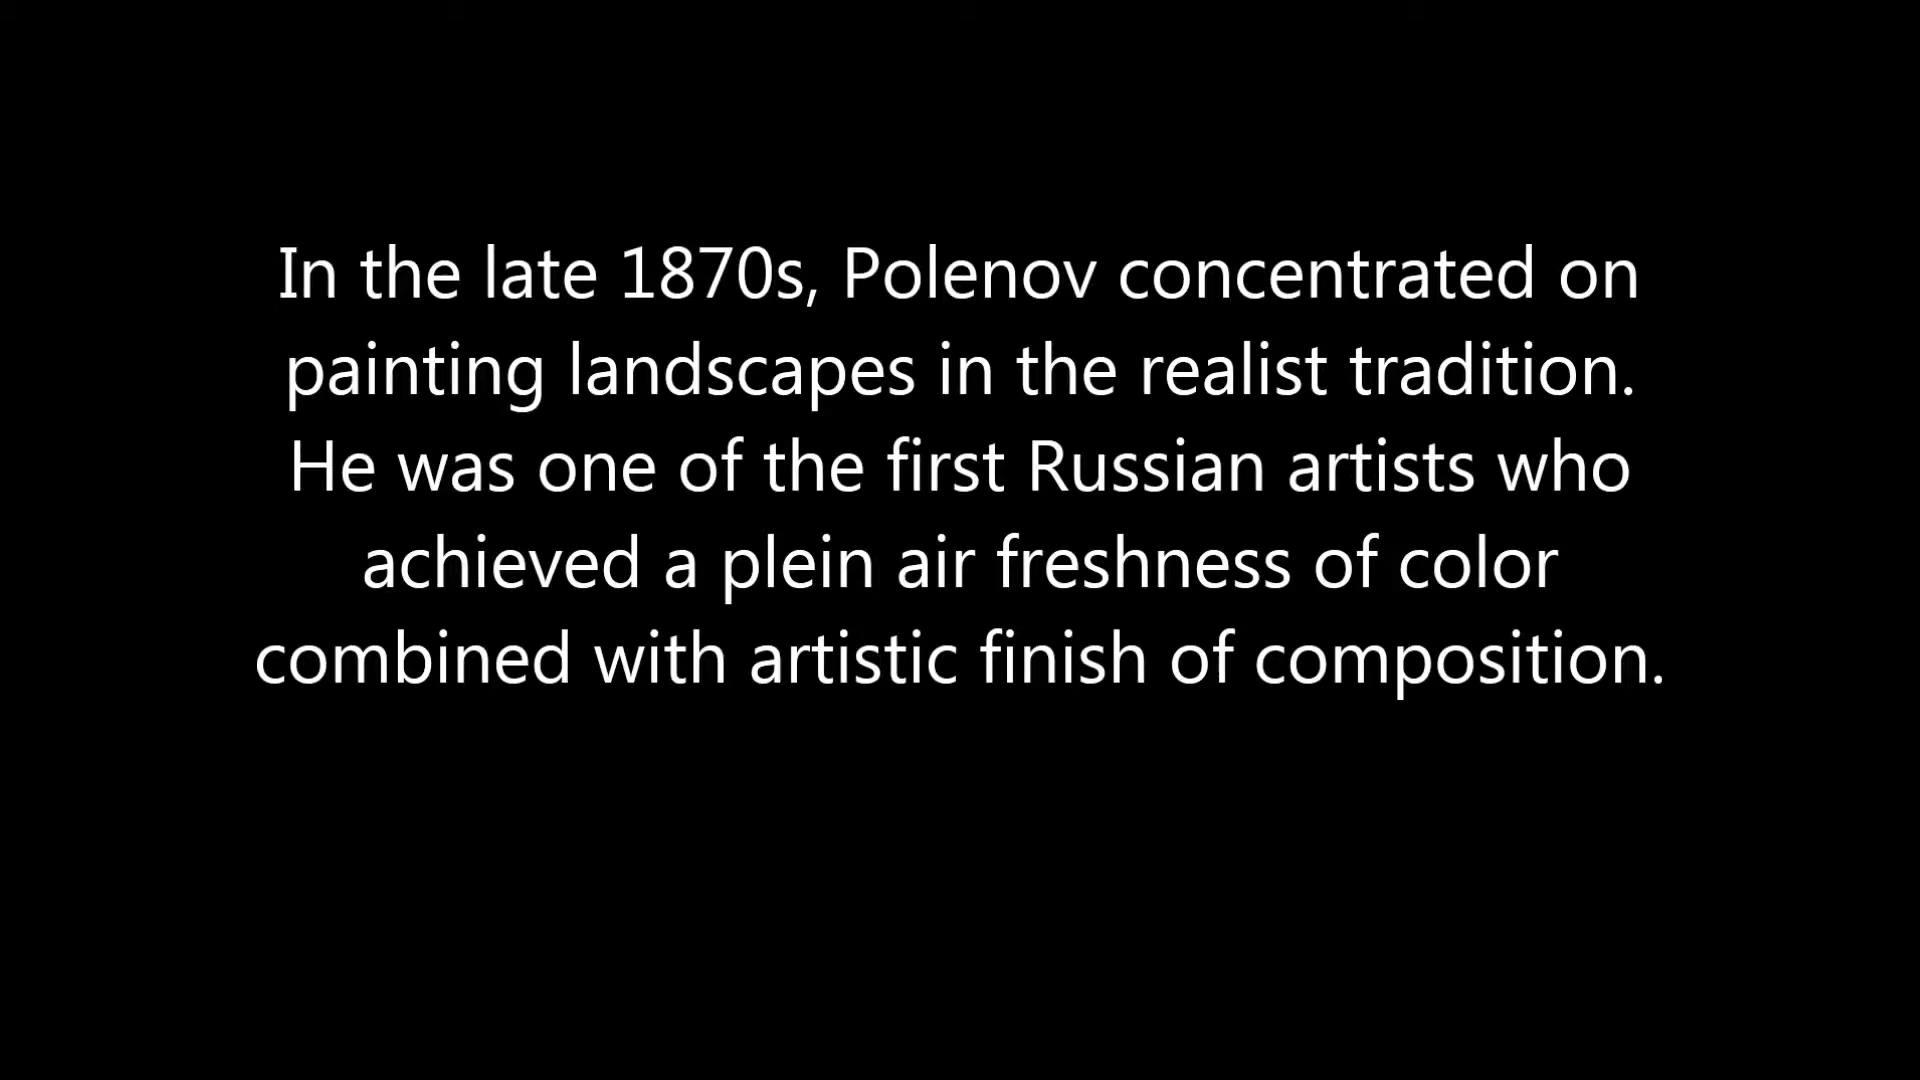 In the late 1870s, Polenov concentrated on
painting landscapes in the realist tradition.
He was one of the first Russian artists who
achieved a plein air freshness of color
combined with artistic finish of composition.